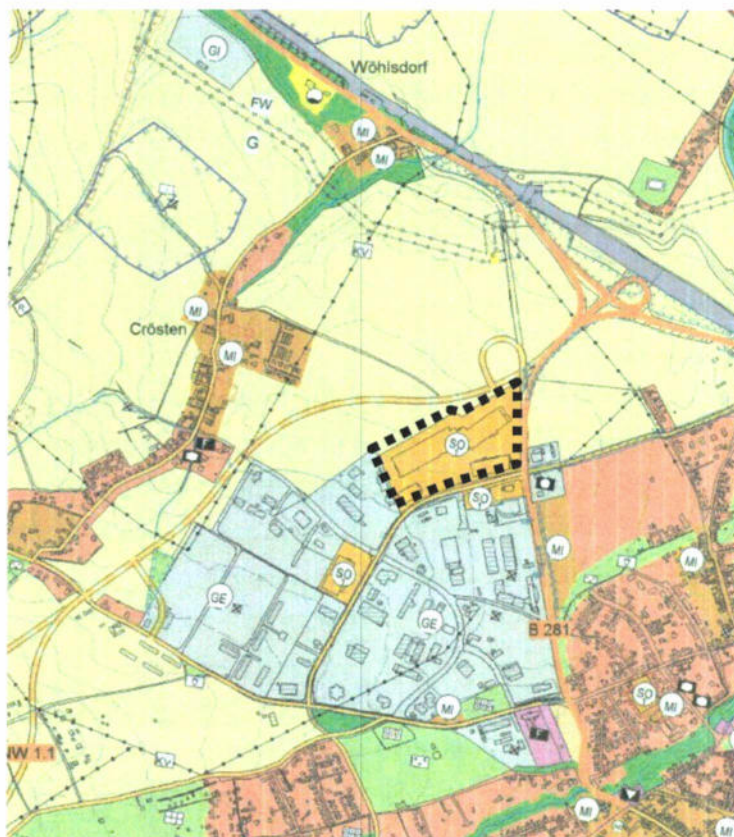 GI
Wöhlsdorf
FW
MI
G
MI
KV
MI
Crösten
MI
SO
SO
MI
MI
SO
GE
GE
B 281
SO
MI
MI
NW 1.1
KV
MI
MI